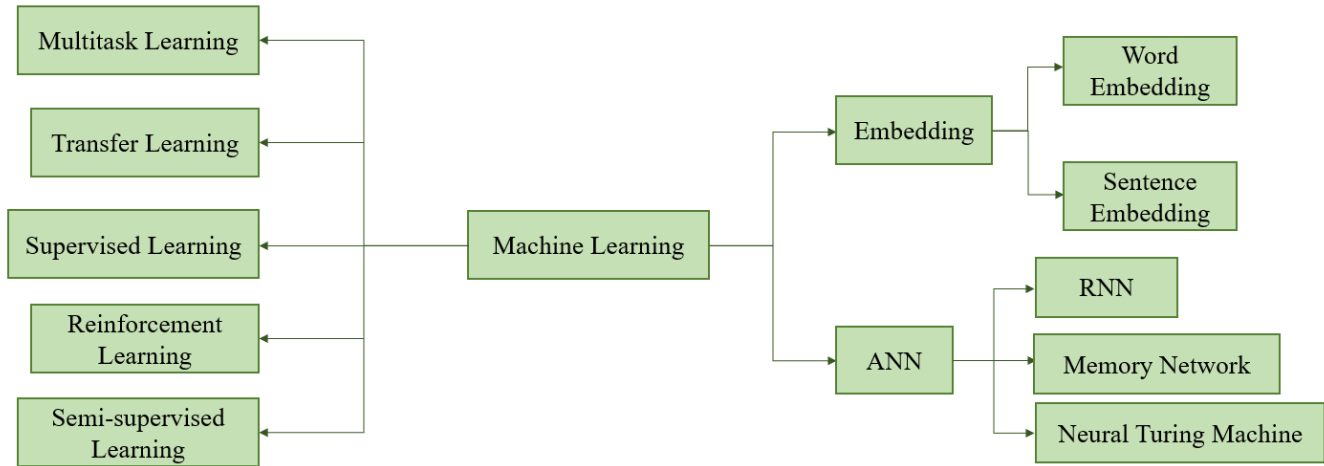 Multitask Learning
Transfer Learning
Supervised Learning
Reinforcement
Learning
Semi-supervised
Learning
Machine Learning
Embedding
ANN
Word
Embedding
Sentence
Embedding
RNN
Memory Network
Neural Turing Machine